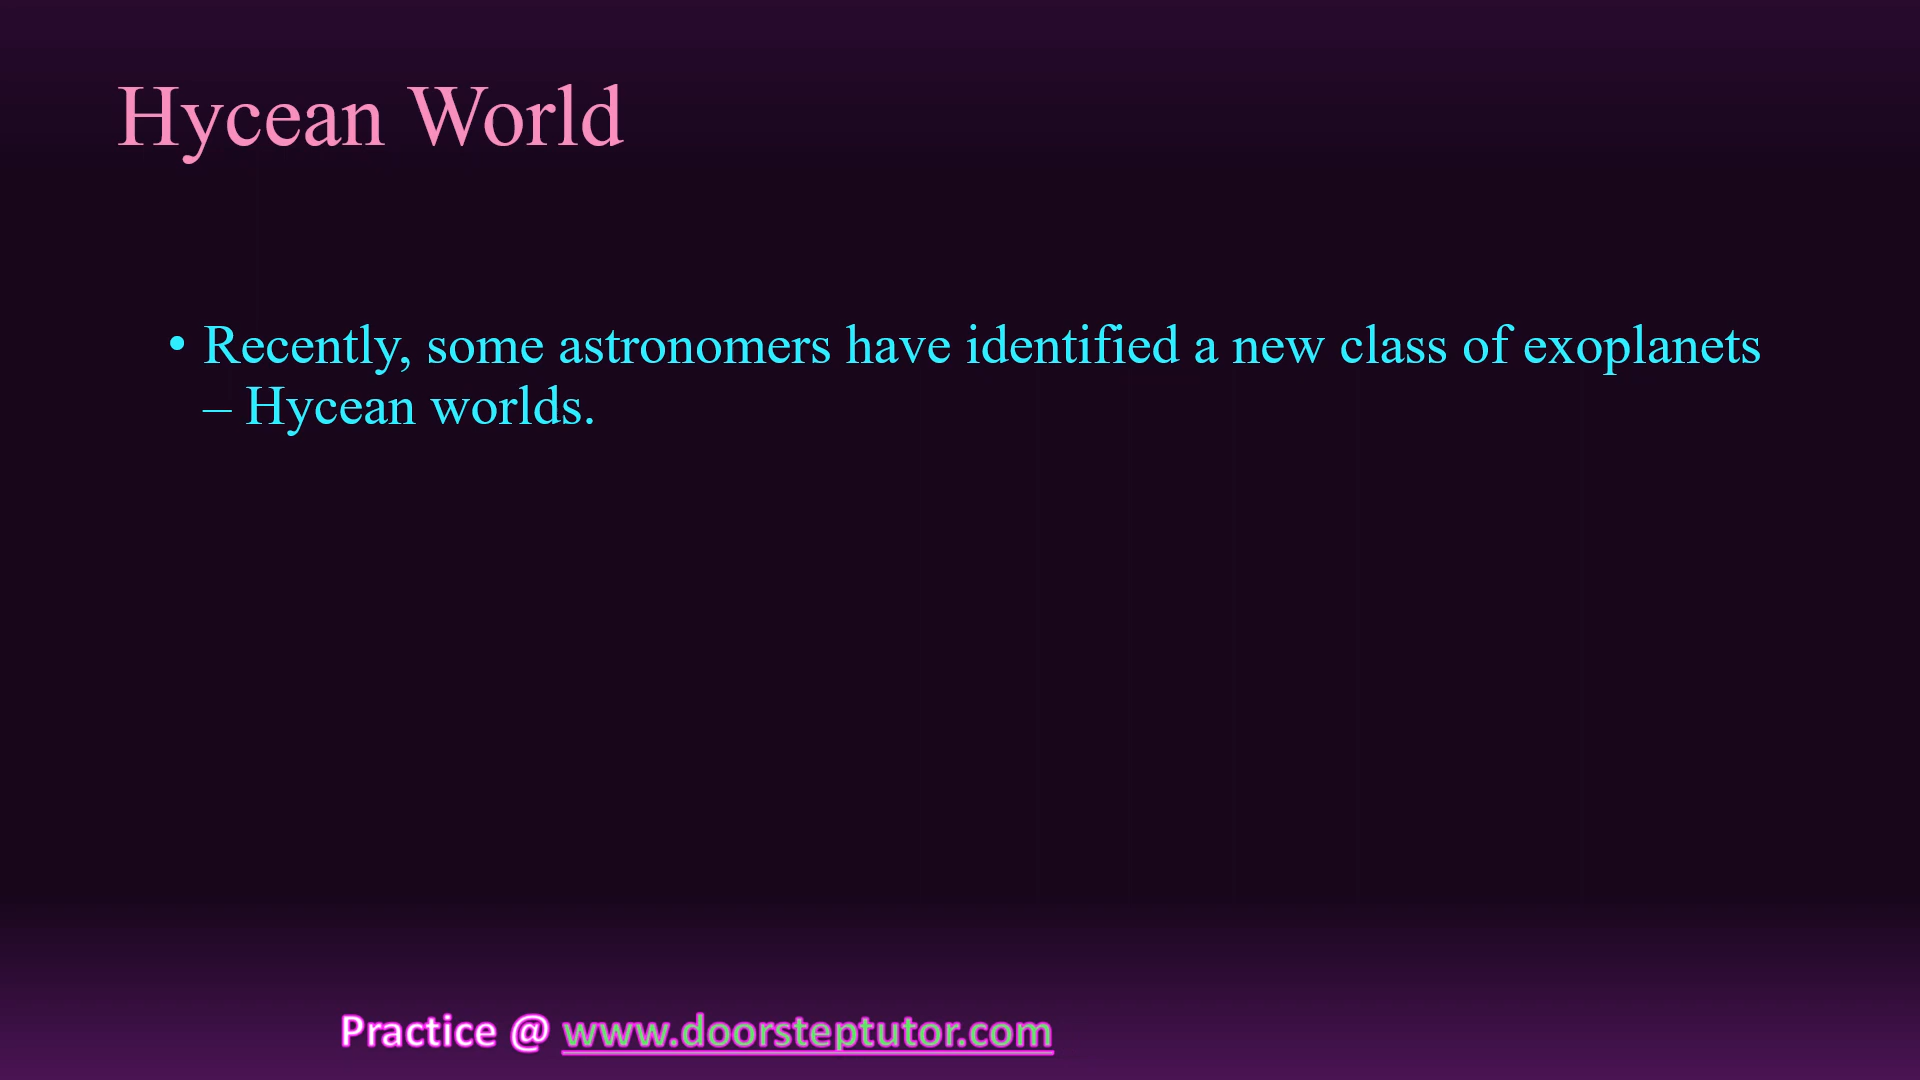 Hycean World
• Recently, some astronomers have identified a new class of exoplanets
– Hycean worlds.
Practice @ www.doorsteptutor.com